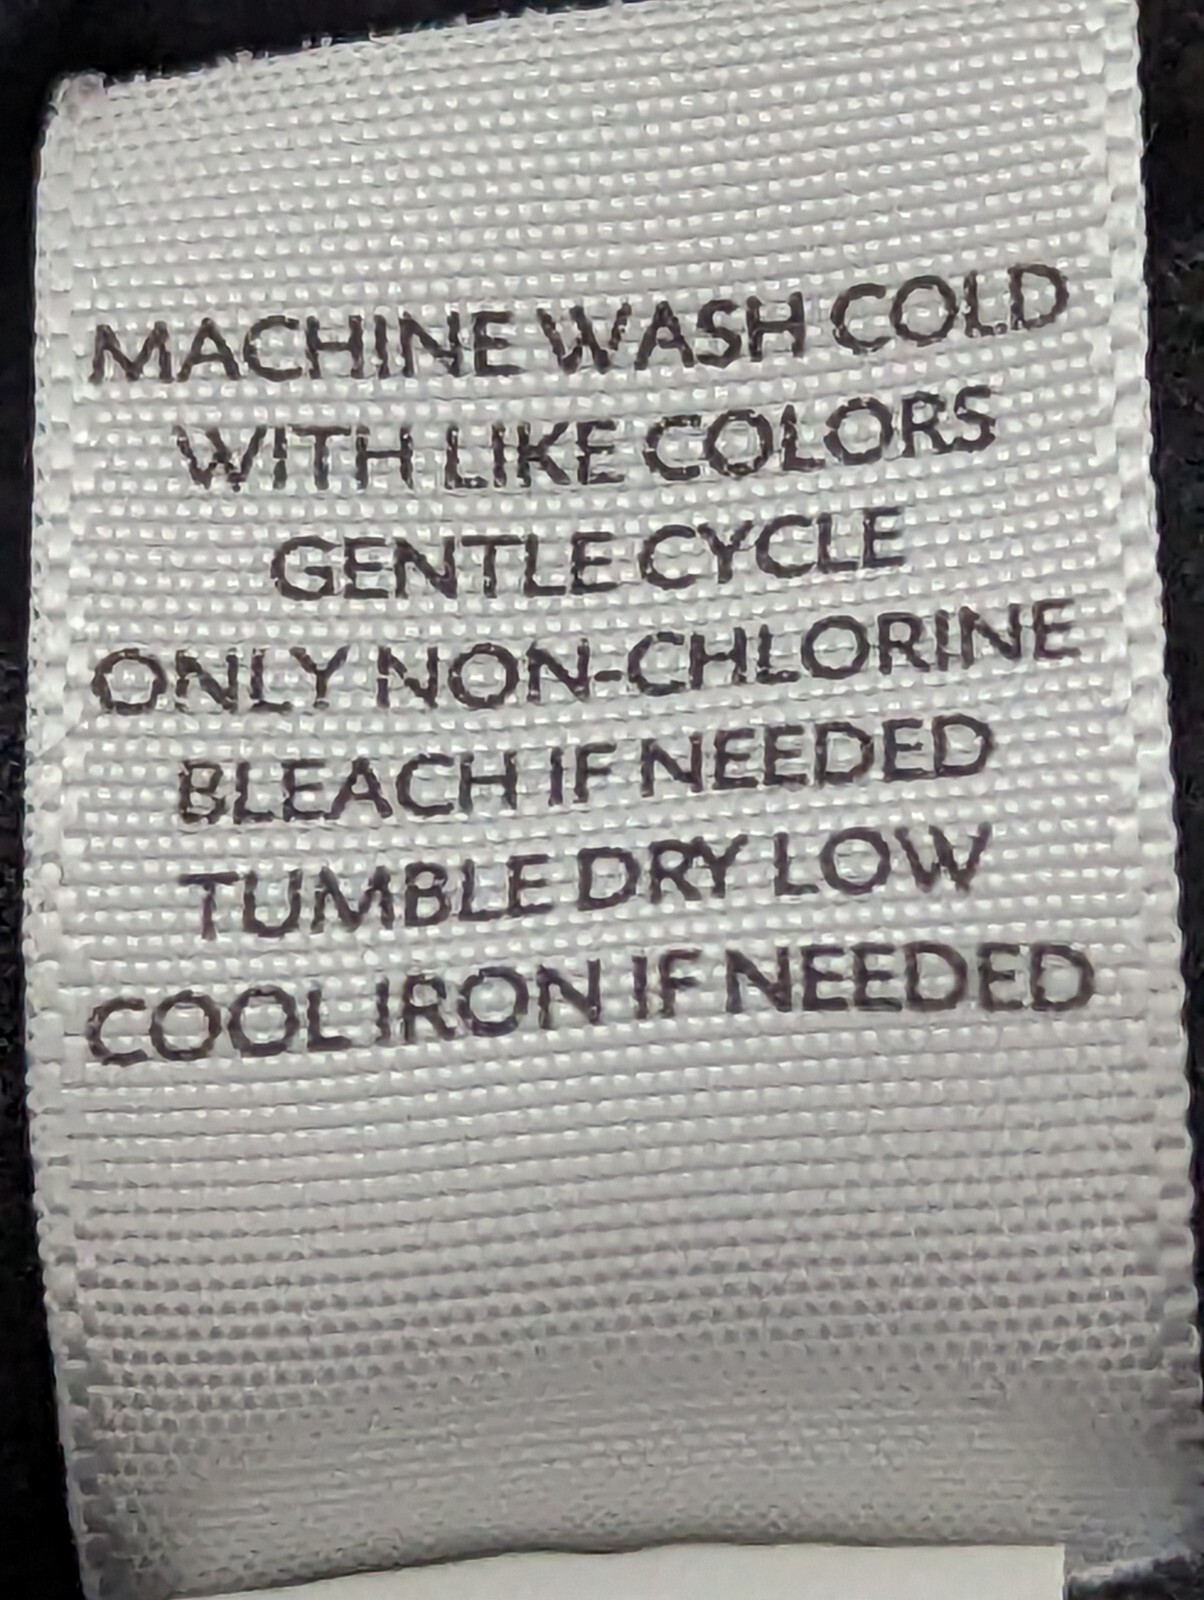 MACHINE WASH COLD
WITH LIKE COLORS
GENTLE CYCLE
ONLY NON-CHLORINE
BLEACH IF NEEDED
TUMBLE DRY LOW
COOL IRON IF NEEDED